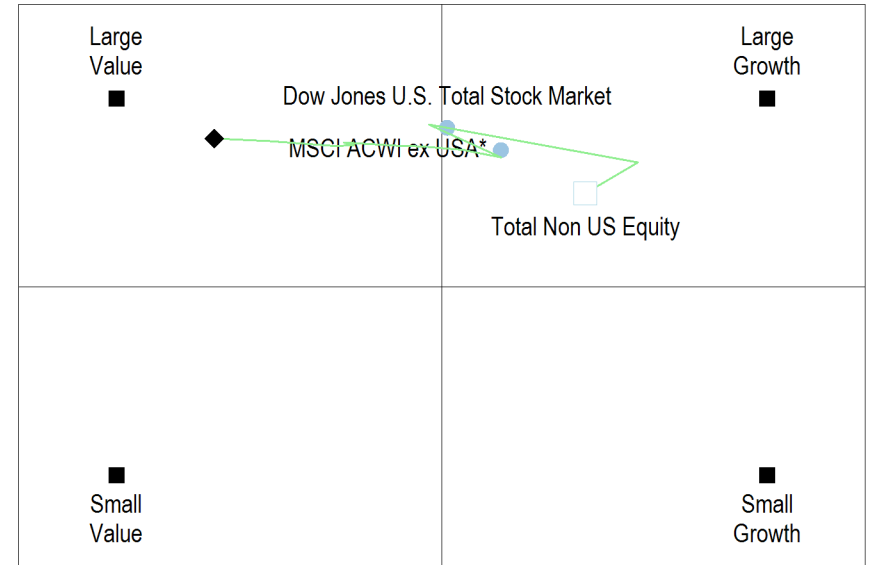 Large
Value
Large
Growth
Dow Jones U.S. Total Stock Market
MSCI ACWI ex USA*
Total Non US Equity
Small
Value
Small
Growth